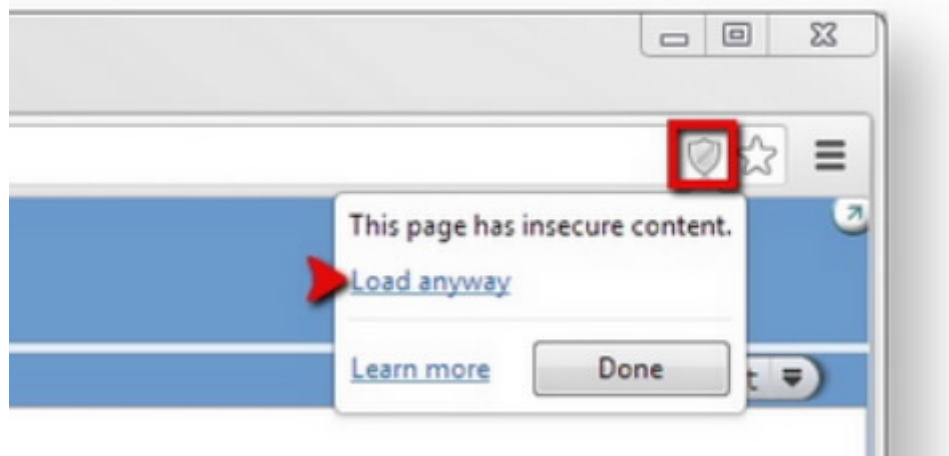 This page has insecure content.
Load anyway
Learn more
Done
t